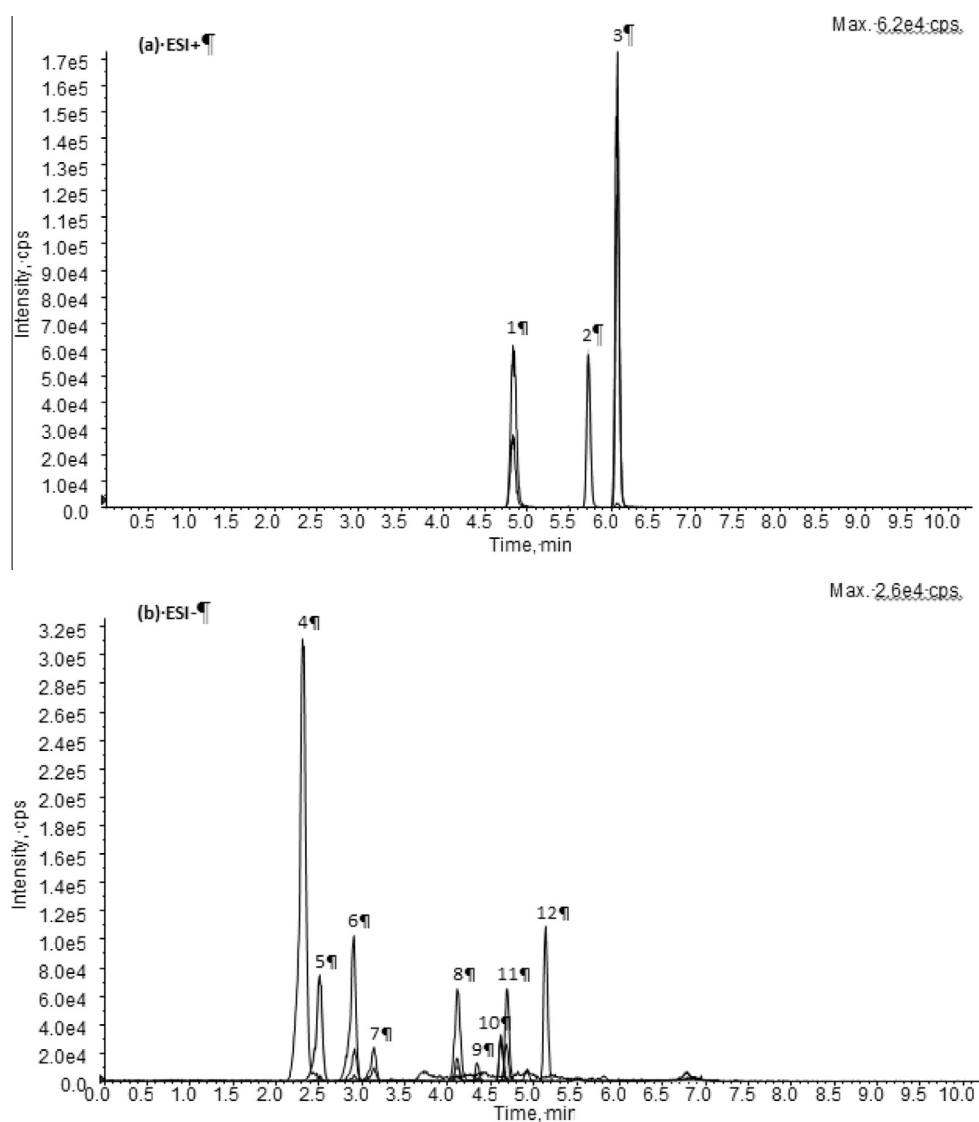 (a)·ESI+¶
Max.·6.2e4·cps.
3¶
1.7e5
1.6e5
1.5e5
1.4e5
1.3e5
1.2e5
1.1e5
1.0e5
9.0e4
8.0e4
7.0e4
6.0e4
5.0e4
4.0e4
3.0e4
2.0e4
1.0e4
0.0
Intensity,·cps
1¶
2¶
0.5 1.0 1.5 2.0 2.5 3.0 3.5 4.0 4.5 5.0 5.5 6.0 6.5 7.0 7.5 8.0 8.5 9.0 9.5 10.0
Time,·min
(b)·ESI-¶
Max.·2.6e4·cps.
3.2e5
3.0e5
2.8e5
2.6e5
2.4e5
2.2e5
2.0e5
1.8e5
1.6e5
1.4e5
1.2e5
1.0e5
8.0e4
6.0e4
4.0e4
2.0e4
0.0
Intensity,·cps
4¶
5¶
6¶
7¶
8¶
9¶
10¶
11¶
12¶
0.0 0.5 1.0 1.5 2.0 2.5 3.0 3.5 4.0 4.5 5.0 5.5 6.0 6.5 7.0 7.5 8.0 8.5 9.0 9.5 10.0
Time,·min